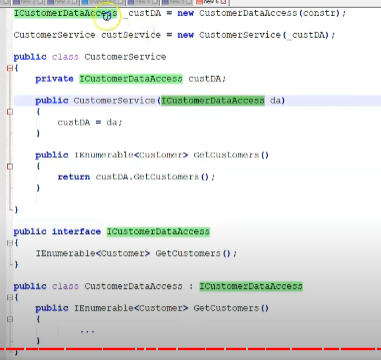 ICustomerDataAccess _custDA = new CustomerDataAccess(constr);
CustomerService custService = new CustomerService(_custDA);
public class CustomerService
{
private ICustomerDataAccess custDA;
public CustomerService(ICustomerDataAccess da)
{
custDA = da;
}
public IEnumerable<Customer> GetCustomers()
{
return custDA.GetCustomers();
}
}
public interface ICustomerDataAccess
{
IEnumerable<Customer> GetCustomers();
}
public class CustomerDataAccess : ICustomerDataAccess
{
public IEnumerable<Customer> GetCustomers()
{
...
}
}